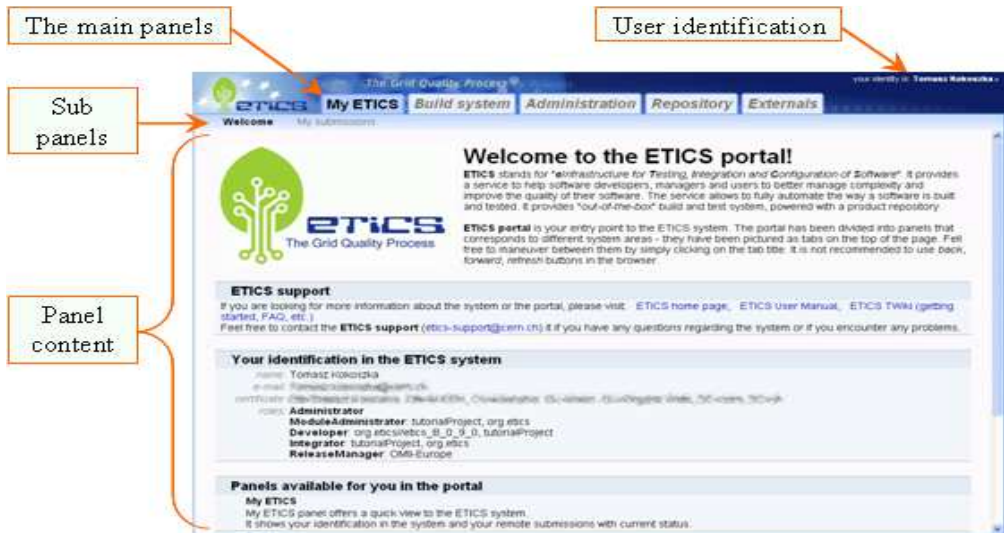 The main panels
User identification
The Grid Quality Process
your identity is: Tomasz Kokoszka
Sub
panels
ETICS
My ETICS Build system Administration Repository Externals
Welcome My submissions
Welcome to the ETICS portal!
ETICS stands for "eInfrastructure for Testing, Integration and Configuration of Software". It provides
a service to help software developers, managers and users to better manage complexity and
improve the quality of their software. The service allows to fully automate the way a software is built
and tested. It provides "out-of-the-box" build and test system, powered with a product repository.
ETICS
The Grid Quality Process
ETICS portal is your entry point to the ETICS system. The portal has been divided into panels that
corresponds to different system areas - they have been pictured as tabs on the top of the page. Fell
free to maneuver between them by simply clicking on the tab title. It is not recommended to use back,
forward, refresh buttons in the browser.
Panel
content
ETICS support
If you are looking for more information about the system or the portal, please visit: ETICS home page, ETICS User Manual, ETICS TWiki (getting
started, FAQ, etc.)
Feel free to contact the ETICS support (etics-support@cern.ch) it if you have any questions regarding the system or if you encounter any problems.
Your identification in the ETICS system
name: Tomasz Kokoszka
e-mail:
certificate:
roles: Administrator
ModuleAdministrator: tutorialProject, org.etics
Developer: org.etics/etics_B_0_9_0, tutorialProject
Integrator: tutorialProject, org.etics
ReleaseManager: OMII-Europe
Panels available for you in the portal
My ETICS
My ETICS panel offers a quick view to the ETICS system.
It shows your identification in the system and your remote submissions with current status.